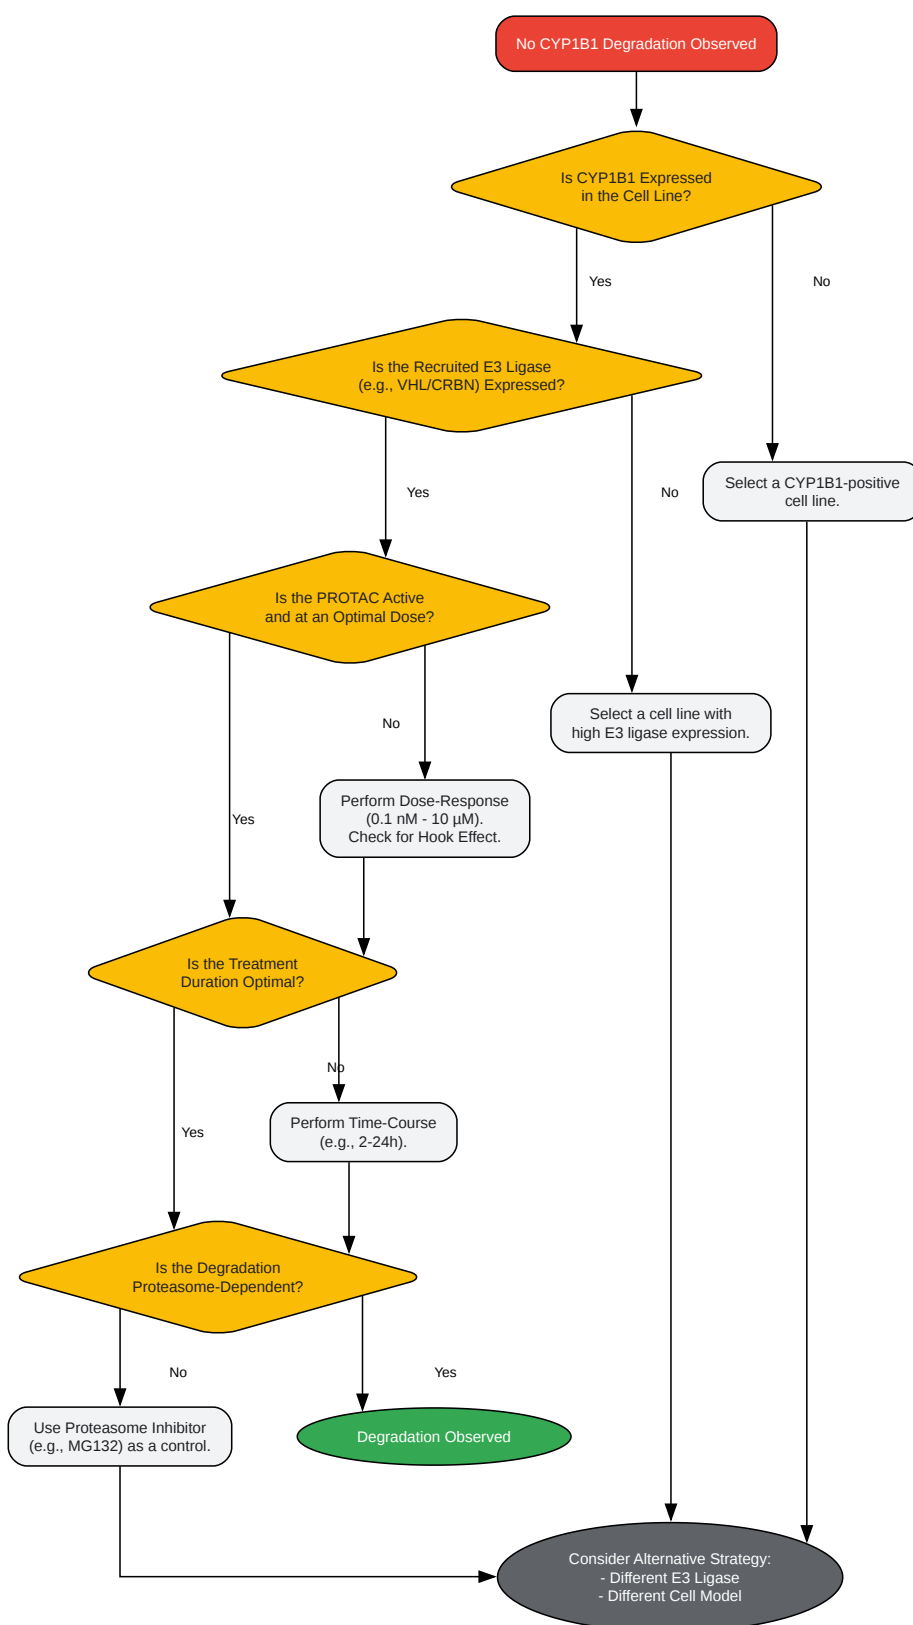 No CYP1B1 Degradation Observed
Is CYP1B1 Expressed
in the Cell Line?
Yes
No
Is the Recruited E3 Ligase
(e.g., VHL/CRBN) Expressed?
Yes
No
Select a CYP1B1-positive
cell line.
Is the PROTAC Active
and at an Optimal Dose?
No
Select a cell line with
high E3 ligase expression.
Yes
Perform Dose-Response
(0.1 nM - 10 µM).
Check for Hook Effect.
Is the Treatment
Duration Optimal?
No
Yes
Perform Time-Course
(e.g., 2-24h).
Is the Degradation
Proteasome-Dependent?
No
Yes
Use Proteasome Inhibitor
(e.g., MG132) as a control.
Degradation Observed
Consider Alternative Strategy:
- Different E3 Ligase
- Different Cell Model